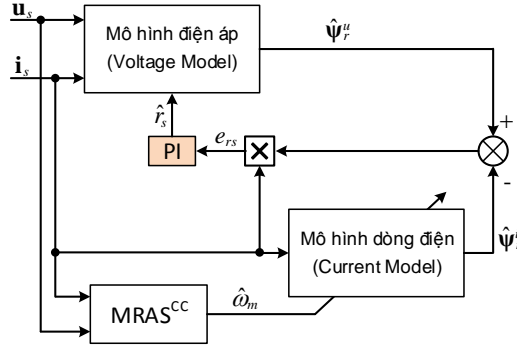 u_s
Mô hình điện áp
(Voltage Model)
ψ̂_r^u
i_s
r̂_s
e_rs
+
PI
×
-
Mô hình dòng điện
(Current Model)
MRAS^CC
ω̂_m